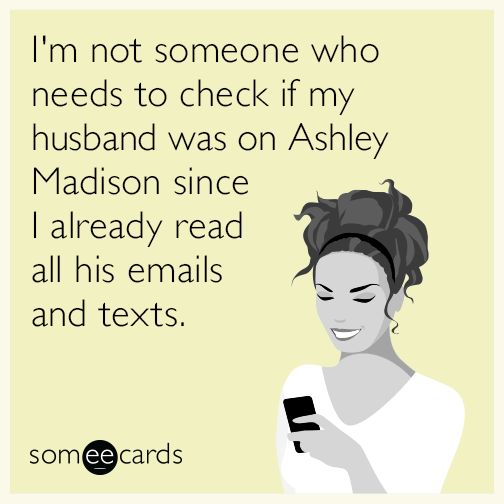 I'm not someone who
needs to check if my
husband was on Ashley
Madison since
I already read
all his emails
and texts.
someecards